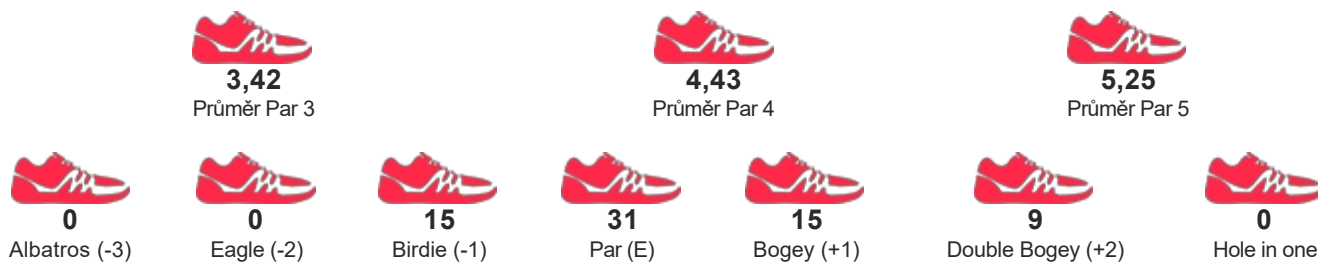 3,42
Průměr Par 3
4,43
Průměr Par 4
5,25
Průměr Par 5
0
Albatros (-3)
0
Eagle (-2)
15
Birdie (-1)
31
Par (E)
15
Bogey (+1)
9
Double Bogey (+2)
0
Hole in one